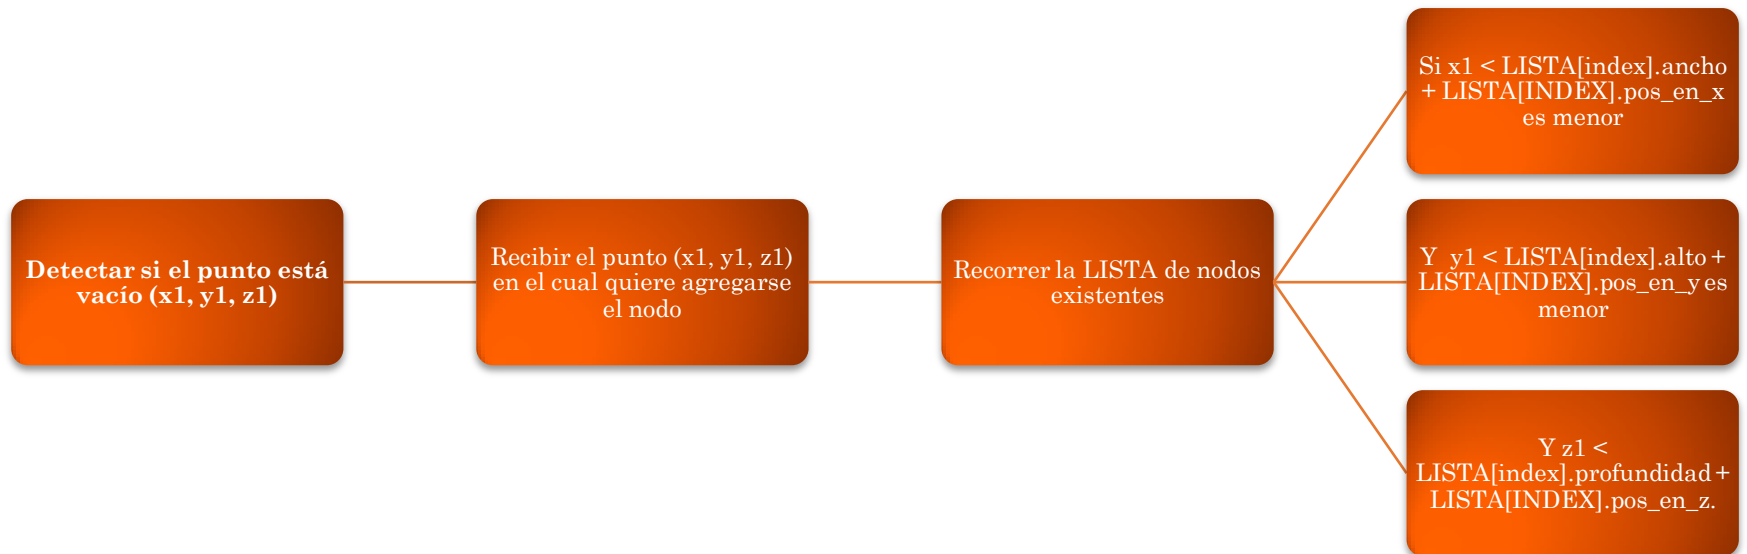 Detectar si el punto está
vacío (x1, y1, z1)
Recibir el punto (x1, y1, z1)
en el cual quiere agregarse
el nodo
Recorrer la LISTA de nodos
existentes
Si x1 < LISTA[index].ancho
+ LISTA[INDEX].pos_en_x
es menor
Y y1 < LISTA[index].alto +
LISTA[INDEX].pos_en_y es
menor
Y z1 <
LISTA[index].profundidad +
LISTA[INDEX].pos_en_z.